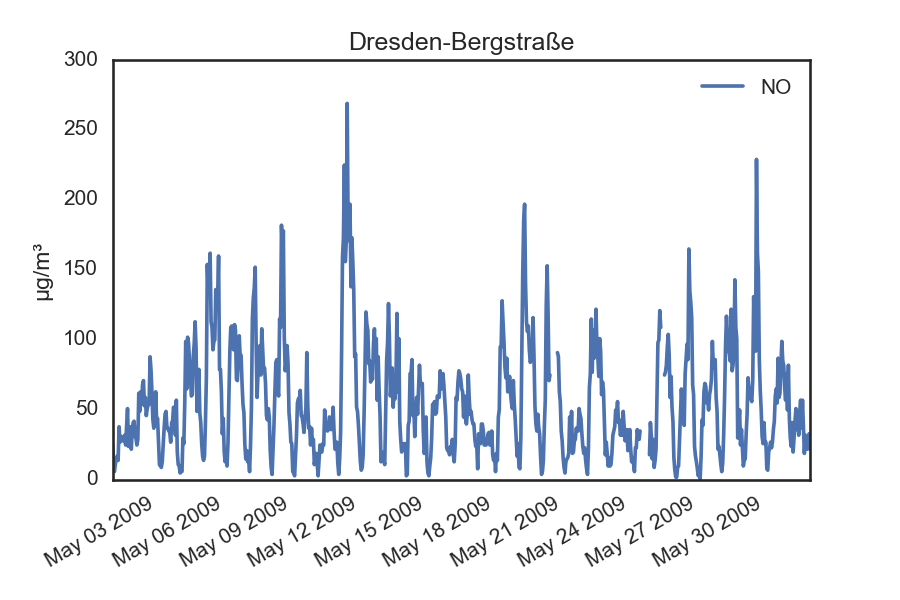 Dresden-Bergstraße
NO
µg/m³
300
250
200
150
100
50
0
May 03 2009
May 06 2009
May 09 2009
May 12 2009
May 15 2009
May 18 2009
May 21 2009
May 24 2009
May 27 2009
May 30 2009